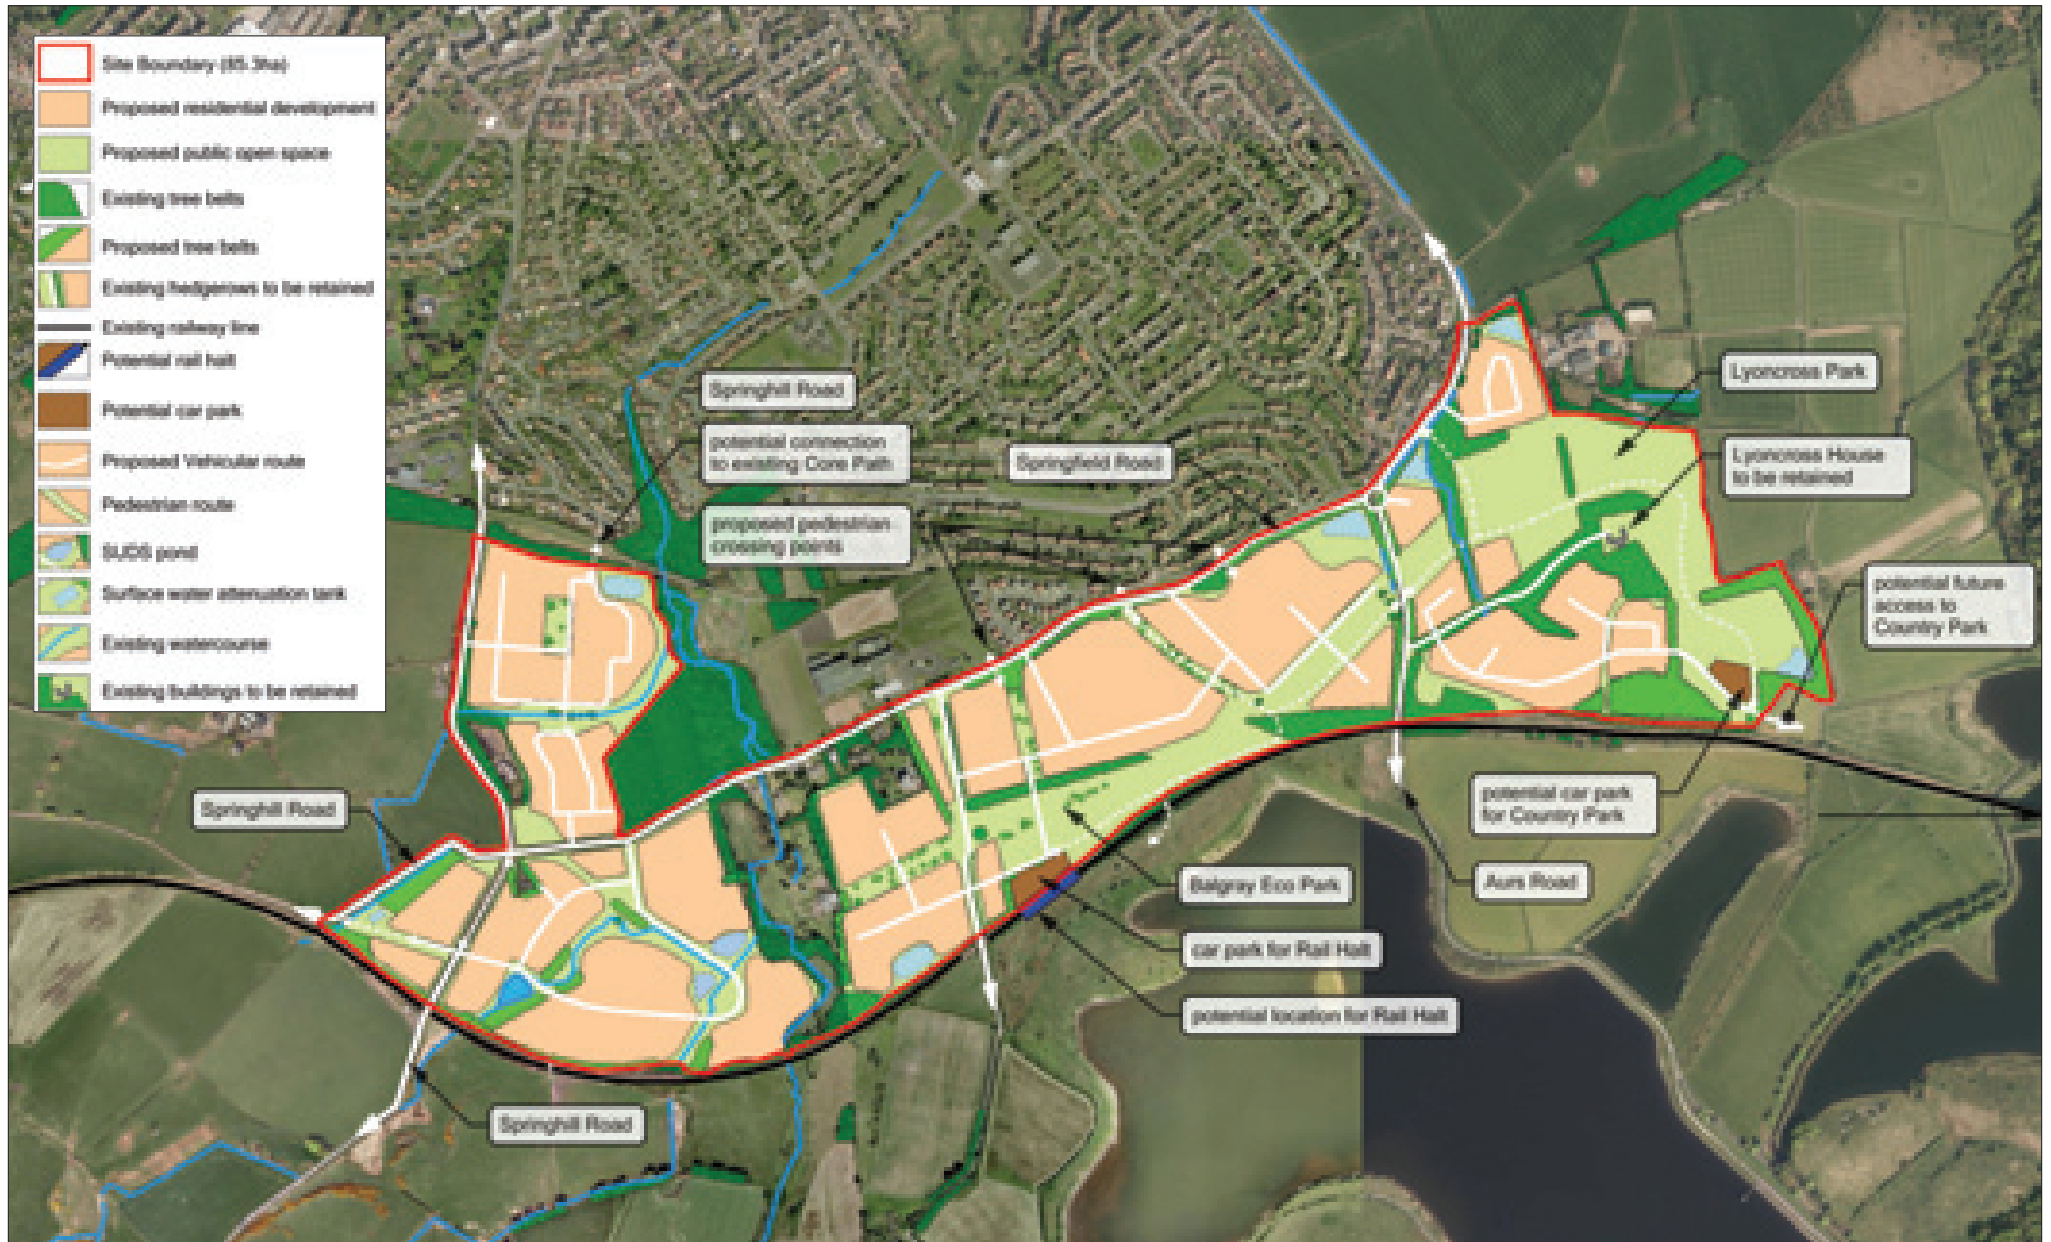 Site Boundary (85.3ha)
Proposed residential development
Proposed public open space
Existing tree belts
Proposed tree belts
Existing hedgerows to be retained
Existing railway line
Potential rail halt
Potential car park
Proposed Vehicular route
Pedestrian route
SUDS pond
Surface water attenuation tank
Existing watercourse
Existing buildings to be retained
Springhill Road
potential connection
to existing Core Path
proposed pedestrian
crossing points
Springfield Road
Lyoncross Park
Lyoncross House
to be retained
potential future
access to
Country Park
potential car park
for Country Park
Aurs Road
Balgray Eco Park
car park for Rail Halt
potential location for Rail Halt
Springhill Road
Springhill Road